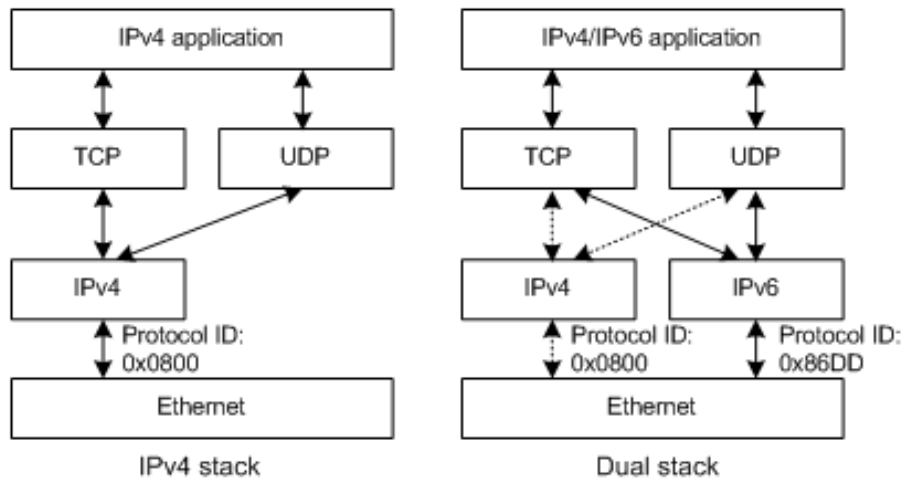 IPv4 application
TCP
UDP
IPv4
Protocol ID:
0x0800
Ethernet
IPv4 stack
IPv4/IPv6 application
TCP
UDP
IPv4
IPv6
Protocol ID:
0x0800
Protocol ID:
0x86DD
Ethernet
Dual stack